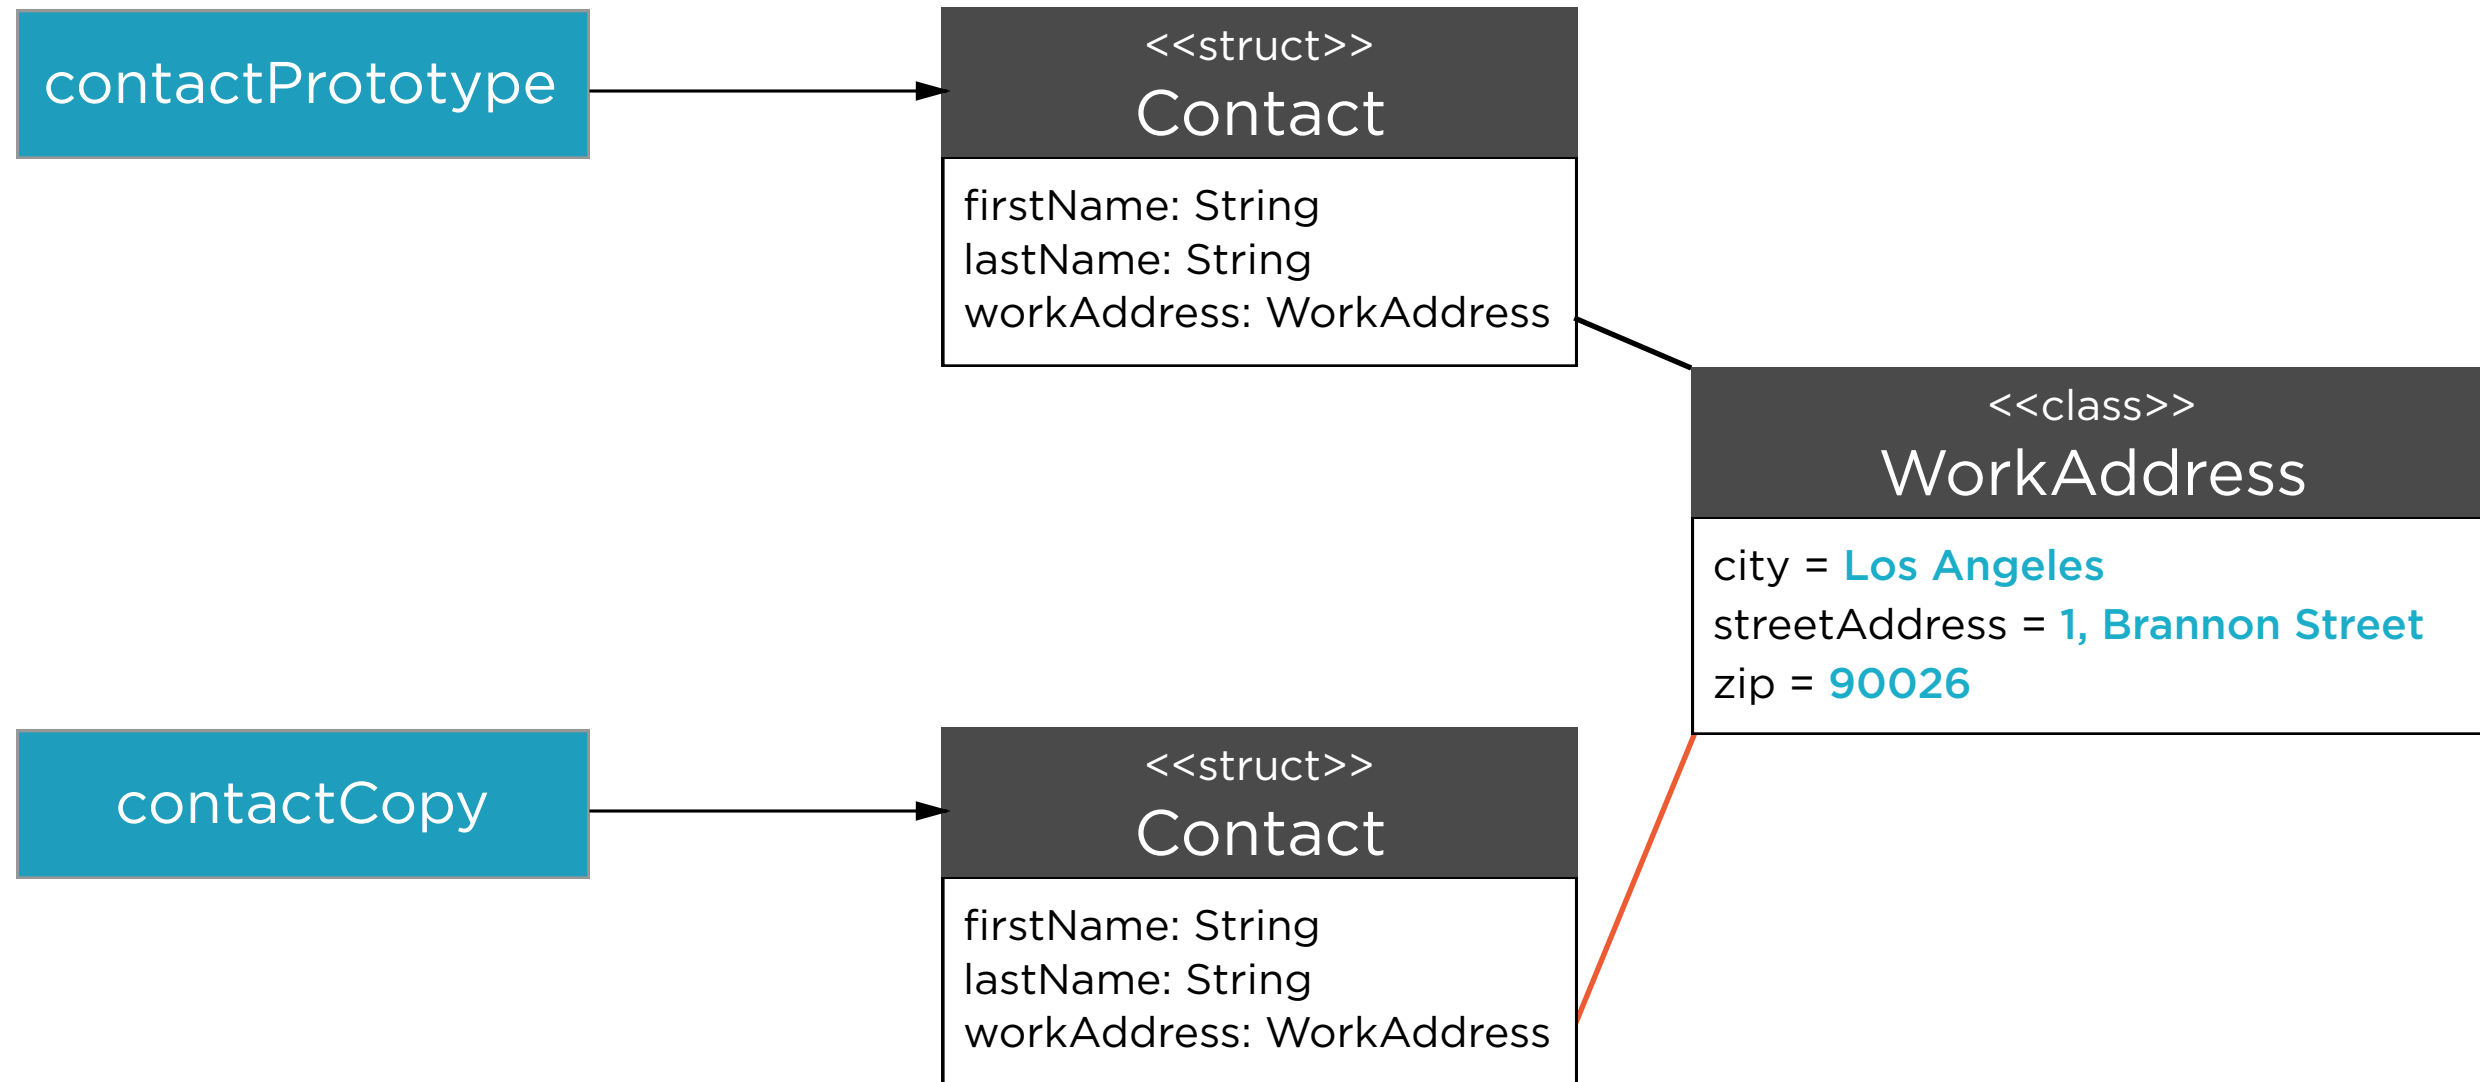 contactPrototype
<<struct>>
Contact
firstName: String
lastName: String
workAddress: WorkAddress
<<class>>
WorkAddress
city = Los Angeles
streetAddress = 1, Brannon Street
zip = 90026
contactCopy
<<struct>>
Contact
firstName: String
lastName: String
workAddress: WorkAddress